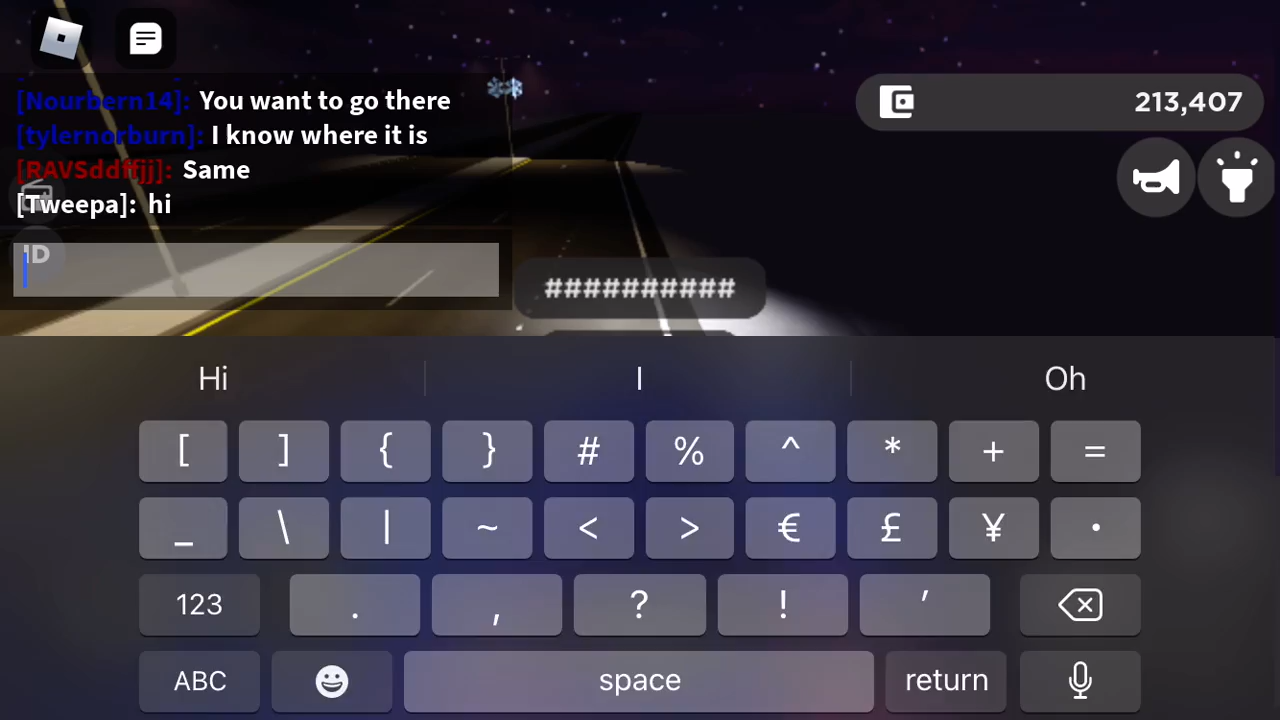 [Nourbern14]: You want to go there
213,407
[tylernorburn]: I know where it is
[RAVSddffjj]: Same
[Tweepa]: hi
ID
##########
Hi I Oh
[ ] { } # % ^ * + =
_ \ | ~ < > € £ ¥ •
123 . , ? ! ′
ABC space return